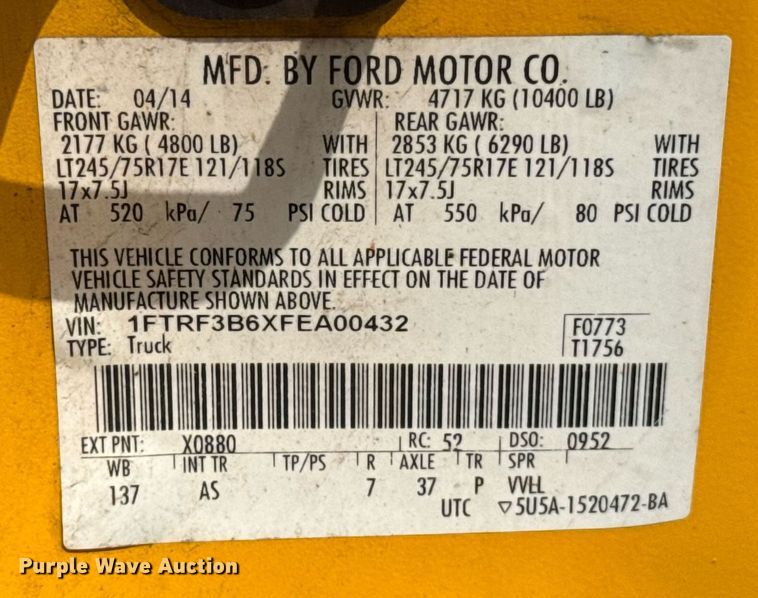 MFD. BY FORD MOTOR CO.
DATE: 04/14 GVWR: 4717 KG (10400 LB)
FRONT GAWR: REAR GAWR:
2177 KG ( 4800 LB) WITH 2853 KG ( 6290 LB) WITH
LT245/75R17E 121/118S TIRES LT245/75R17E 121/118S TIRES
17x7.5J RIMS 17x7.5J RIMS
AT 520 kPa/ 75 PSI COLD AT 550 kPa/ 80 PSI COLD
THIS VEHICLE CONFORMS TO ALL APPLICABLE FEDERAL MOTOR
VEHICLE SAFETY STANDARDS IN EFFECT ON THE DATE OF
MANUFACTURE SHOWN ABOVE.
VIN: 1FTRF3B6XFEA00432 F0773
TYPE: Truck T1756
EXT PNT: X0880 RC: 52 DSO: 0952
WB INT TR TP/PS R AXLE TR SPR
137 AS 7 37 P VVLL
UTC ▽5U5A-1520472-BA
Purple Wave Auction